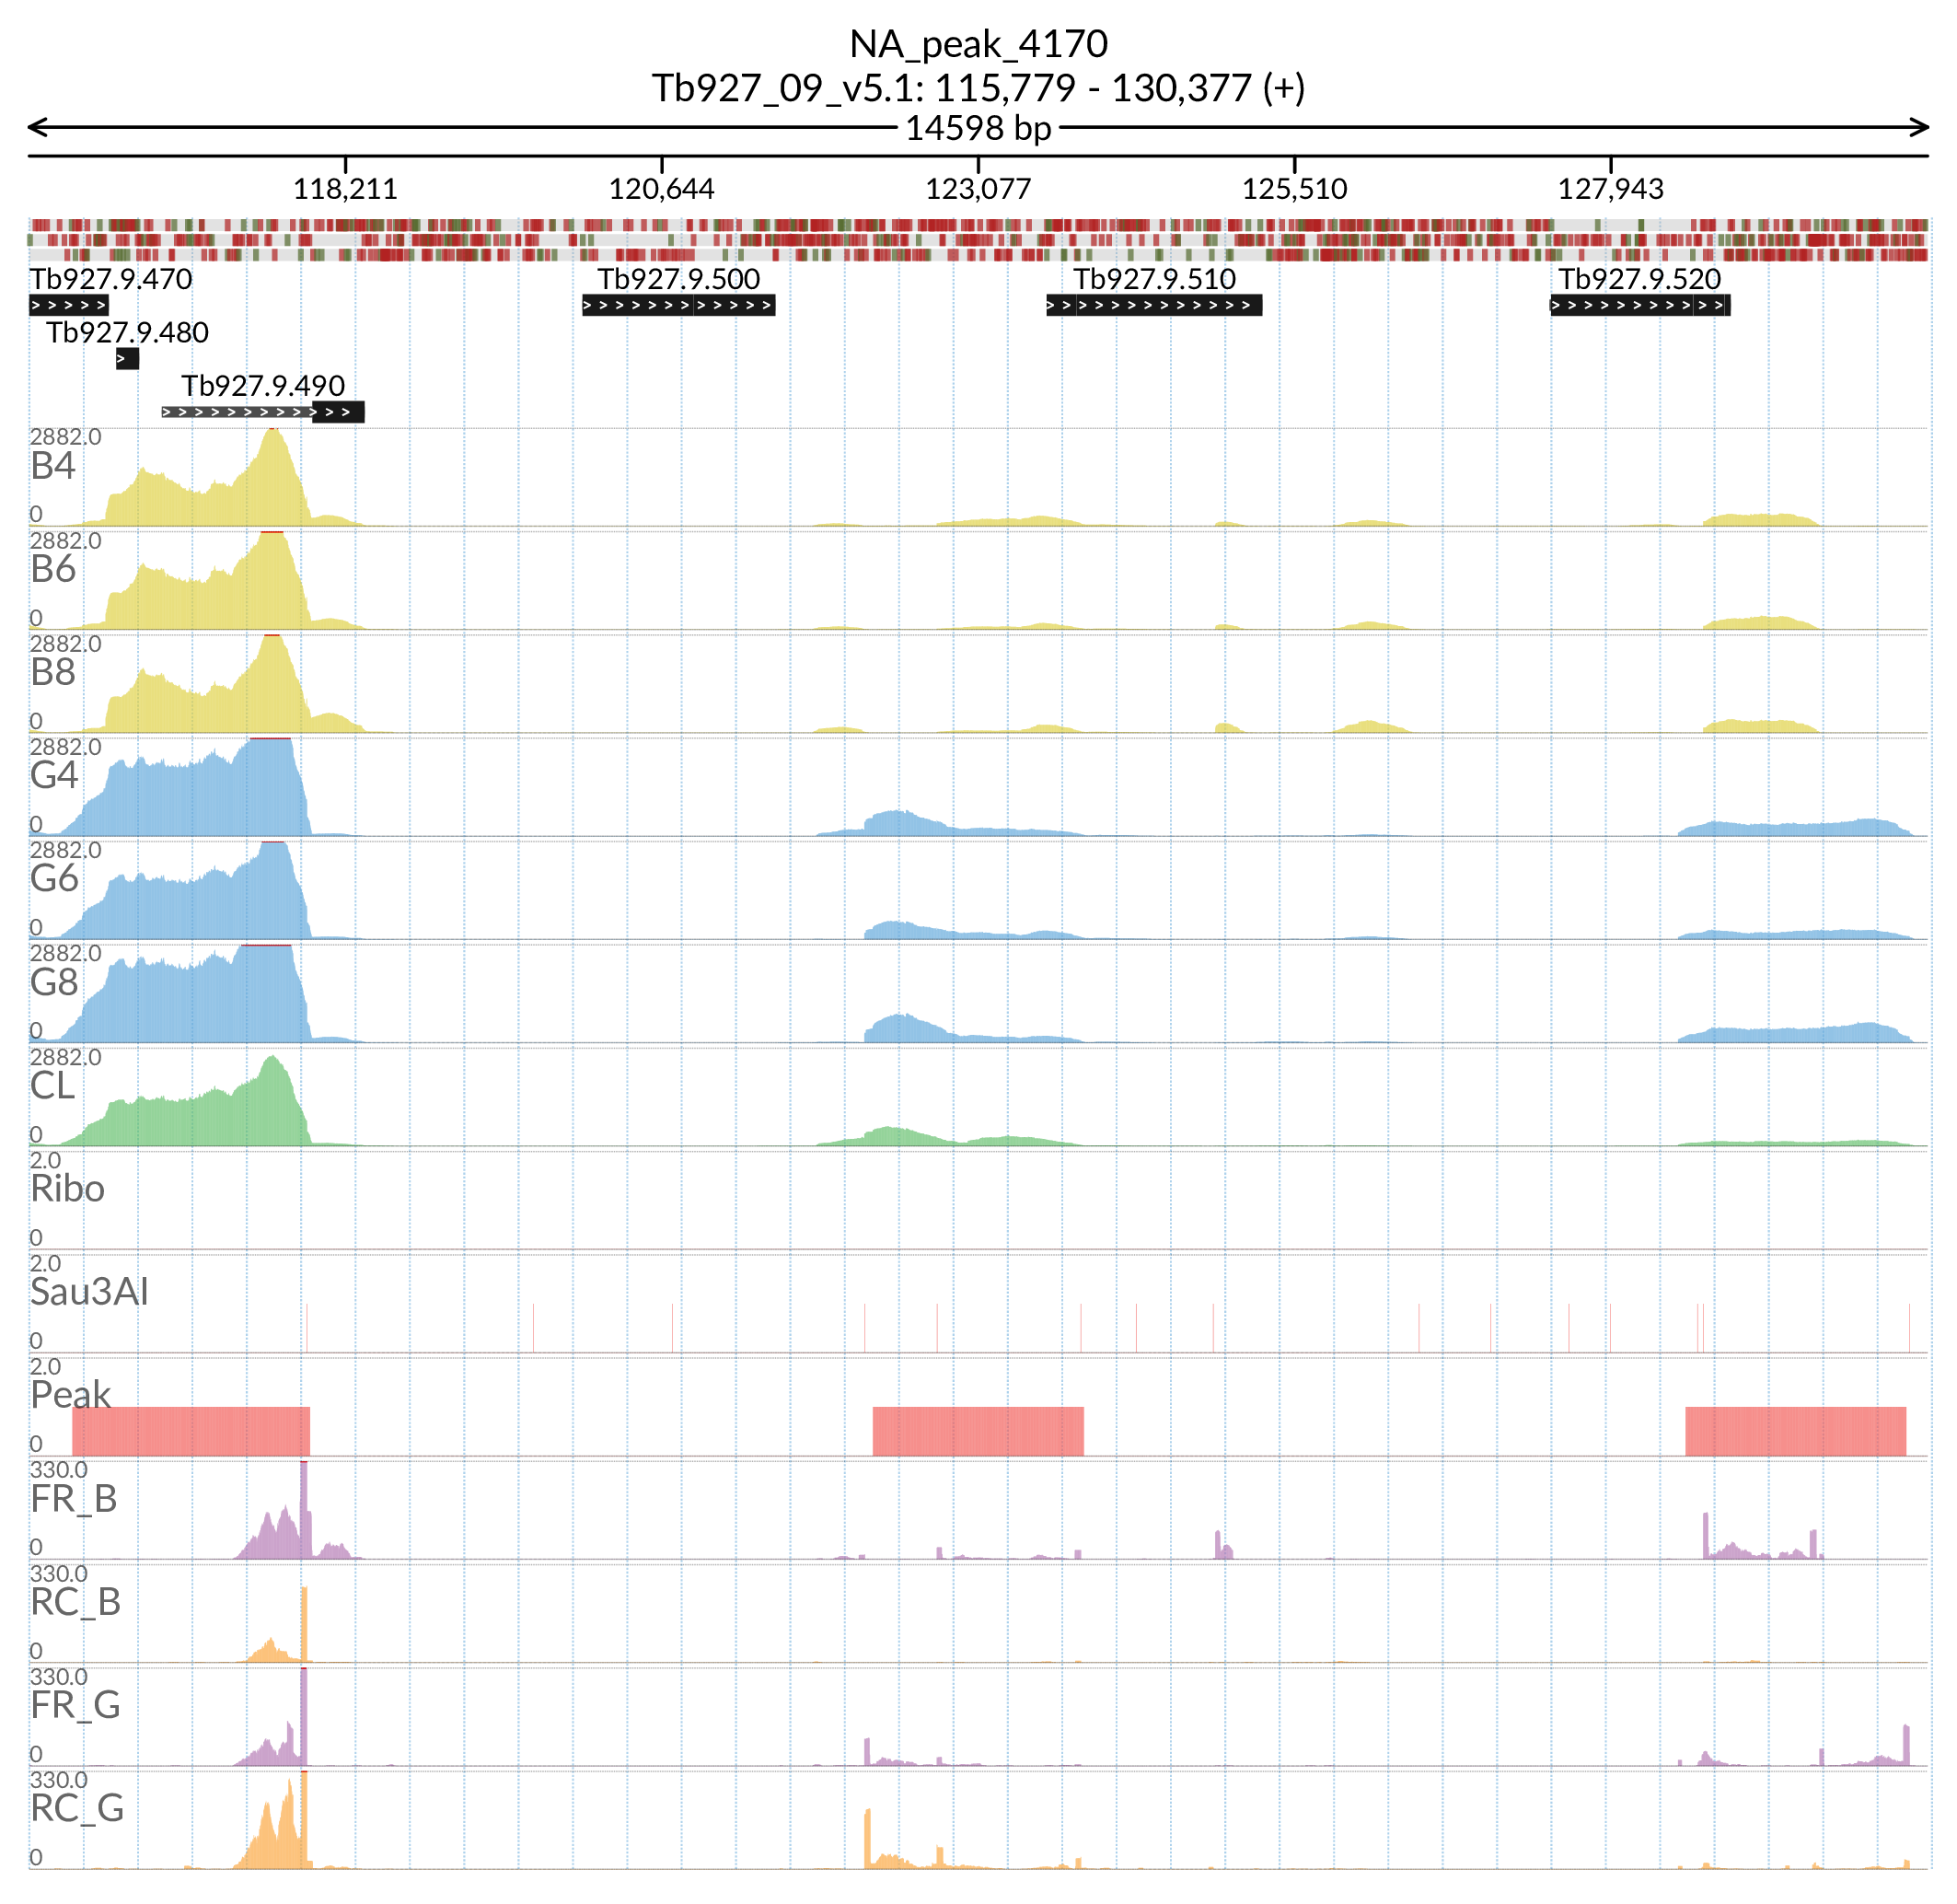 NA_peak_4170
Tb927_09_v5.1: 115,779 - 130,377 (+)
14598 bp
118,211 120,644 123,077 125,510 127,943
Tb927.9.470 Tb927.9.500 Tb927.9.510 Tb927.9.520
Tb927.9.480
Tb927.9.490
2882.0
B4
0
2882.0
B6
0
2882.0
B8
0
2882.0
G4
0
2882.0
G6
0
2882.0
G8
0
2882.0
CL
0
2.0
Ribo
0
2.0
Sau3AI
0
2.0
Peak
0
330.0
FR_B
0
330.0
RC_B
0
330.0
FR_G
0
330.0
RC_G
0